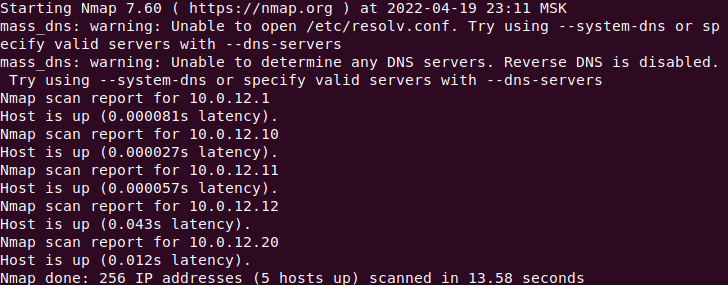 Starting Nmap 7.60 ( https://nmap.org ) at 2022-04-19 23:11 MSK
mass_dns: warning: Unable to open /etc/resolv.conf. Try using --system-dns or sp
ecify valid servers with --dns-servers
mass_dns: warning: Unable to determine any DNS servers. Reverse DNS is disabled.
 Try using --system-dns or specify valid servers with --dns-servers
Nmap scan report for 10.0.12.1
Host is up (0.000081s latency).
Nmap scan report for 10.0.12.10
Host is up (0.000027s latency).
Nmap scan report for 10.0.12.11
Host is up (0.000057s latency).
Nmap scan report for 10.0.12.12
Host is up (0.043s latency).
Nmap scan report for 10.0.12.20
Host is up (0.012s latency).
Nmap done: 256 IP addresses (5 hosts up) scanned in 13.58 seconds